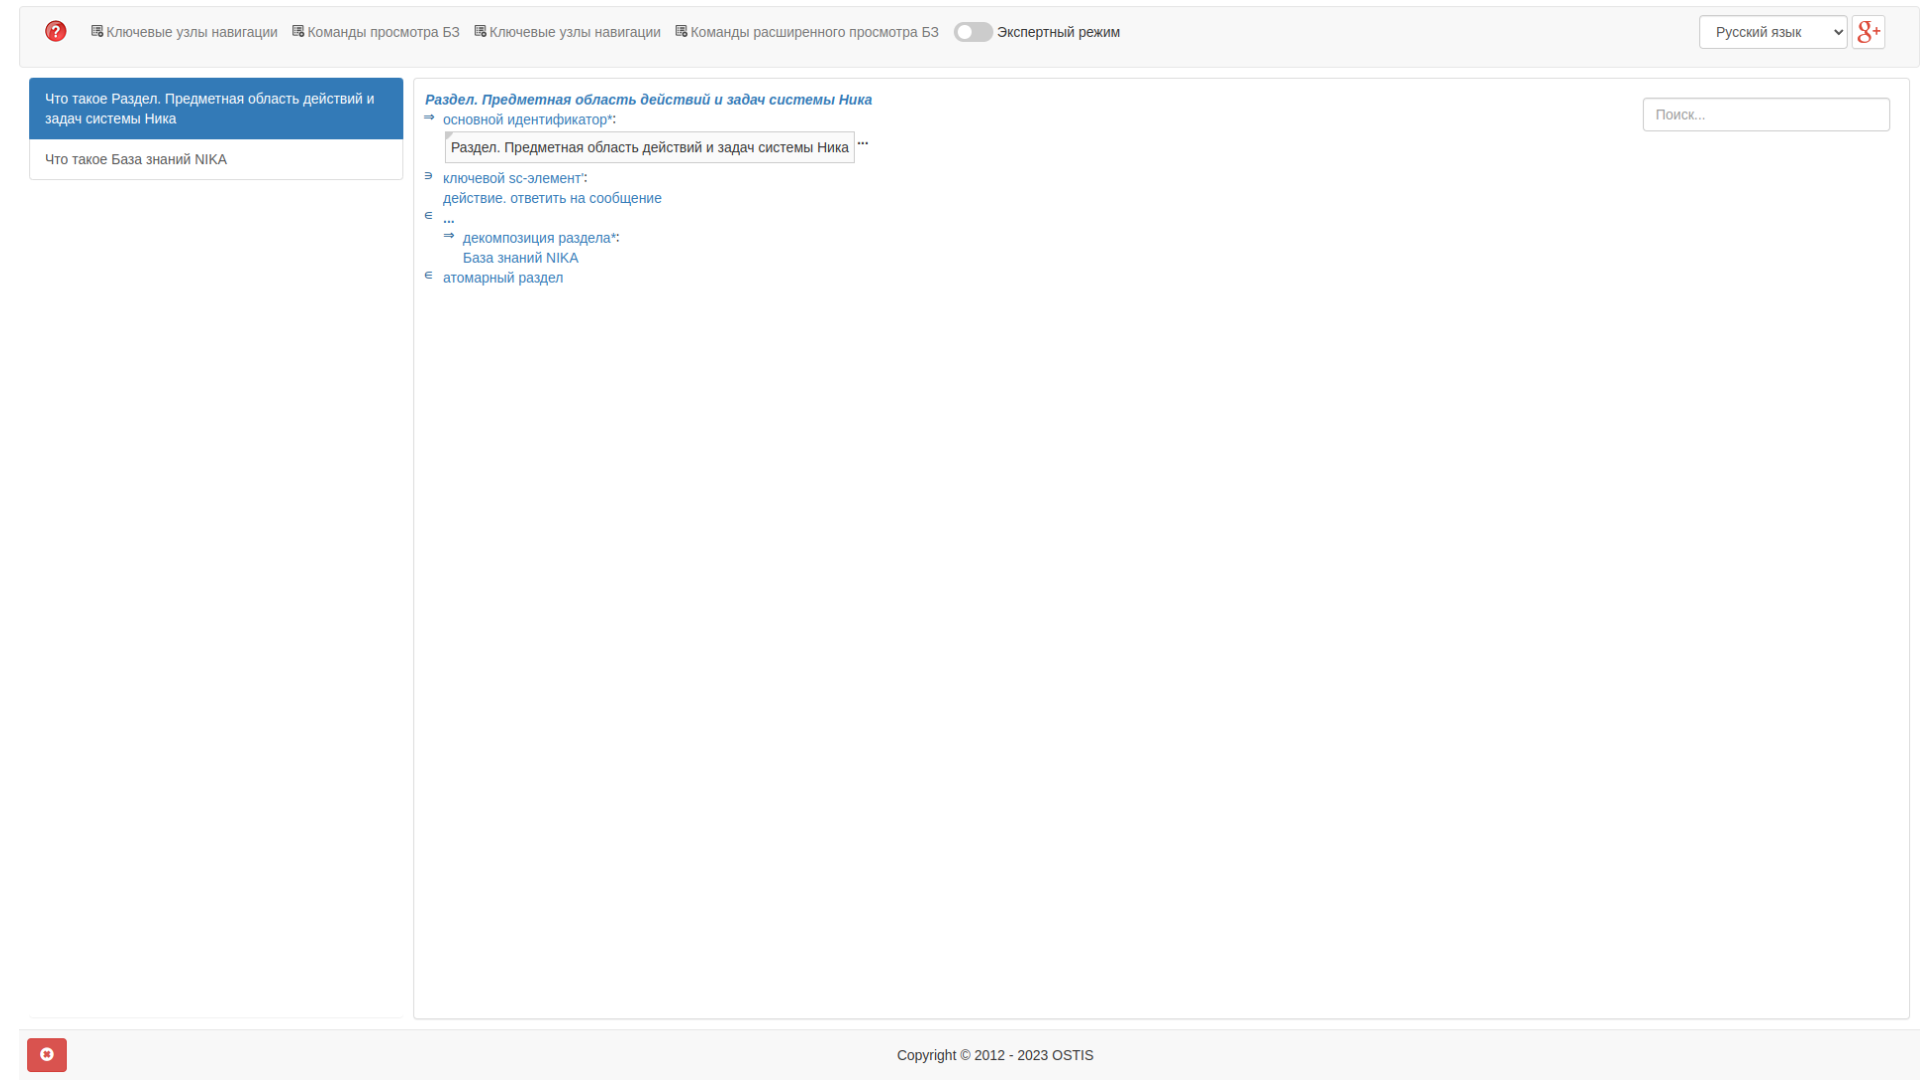 Ключевые узлы навигации Команды просмотра БЗ Ключевые узлы навигации Команды расширенного просмотра БЗ Экспертный режим Русский язык g+
Что такое Раздел. Предметная область действий и
задач системы Ника
Что такое База знаний NIKA
Раздел. Предметная область действий и задач системы Ника
Поиск...
⇒ основной идентификатор*:
Раздел. Предметная область действий и задач системы Ника ...
∋ ключевой sc-элемент':
действие. ответить на сообщение
∈ ...
⇒ декомпозиция раздела*:
База знаний NIKA
∈ атомарный раздел
Copyright © 2012 - 2023 OSTIS